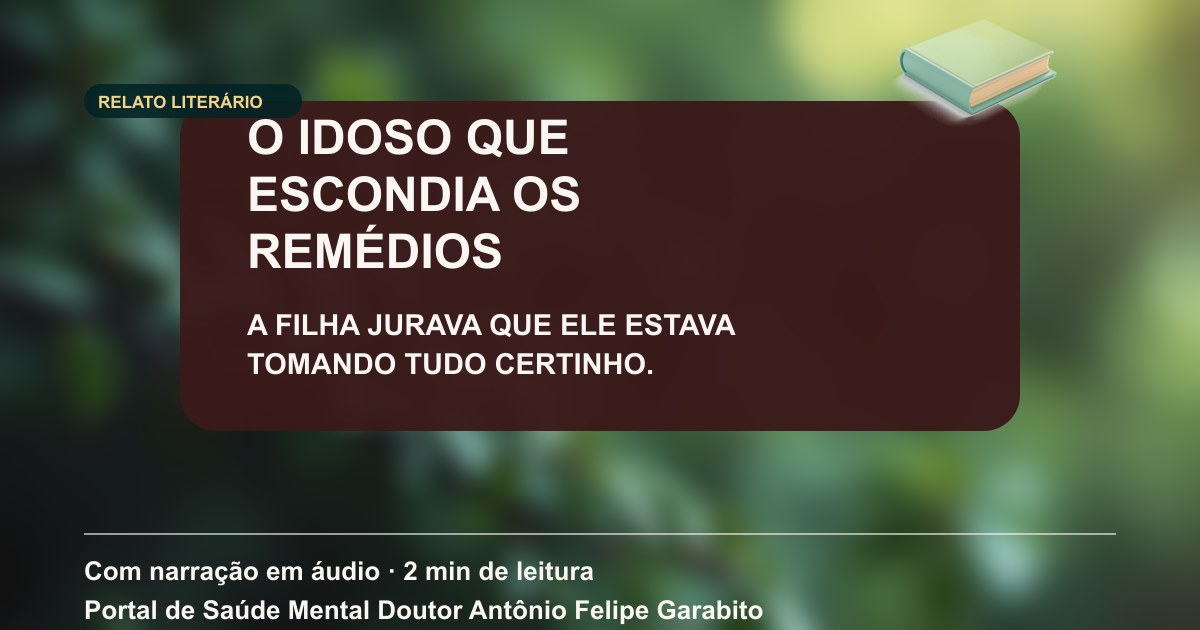 RELATO LITERÁRIO
O IDOSO QUE
ESCONDIA OS
REMÉDIOS
A FILHA JURAVA QUE ELE ESTAVA
TOMANDO TUDO CERTINHO.
Com narração em áudio · 2 min de leitura
Portal de Saúde Mental Doutor Antônio Felipe Garabito